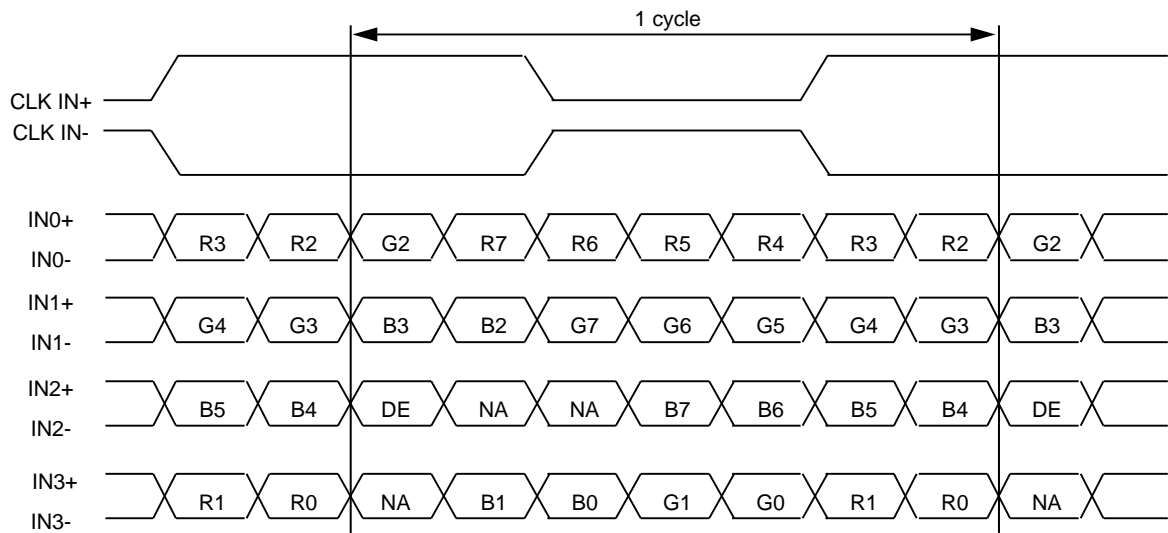 1 cycle
CLK IN+
CLK IN-
IN0+
R3 R2 G2 R7 R6 R5 R4 R3 R2 G2
IN0-
IN1+
G4 G3 B3 B2 G7 G6 G5 G4 G3 B3
IN1-
IN2+
B5 B4 DE NA NA B7 B6 B5 B4 DE
IN2-
IN3+
R1 R0 NA B1 B0 G1 G0 R1 R0 NA
IN3-